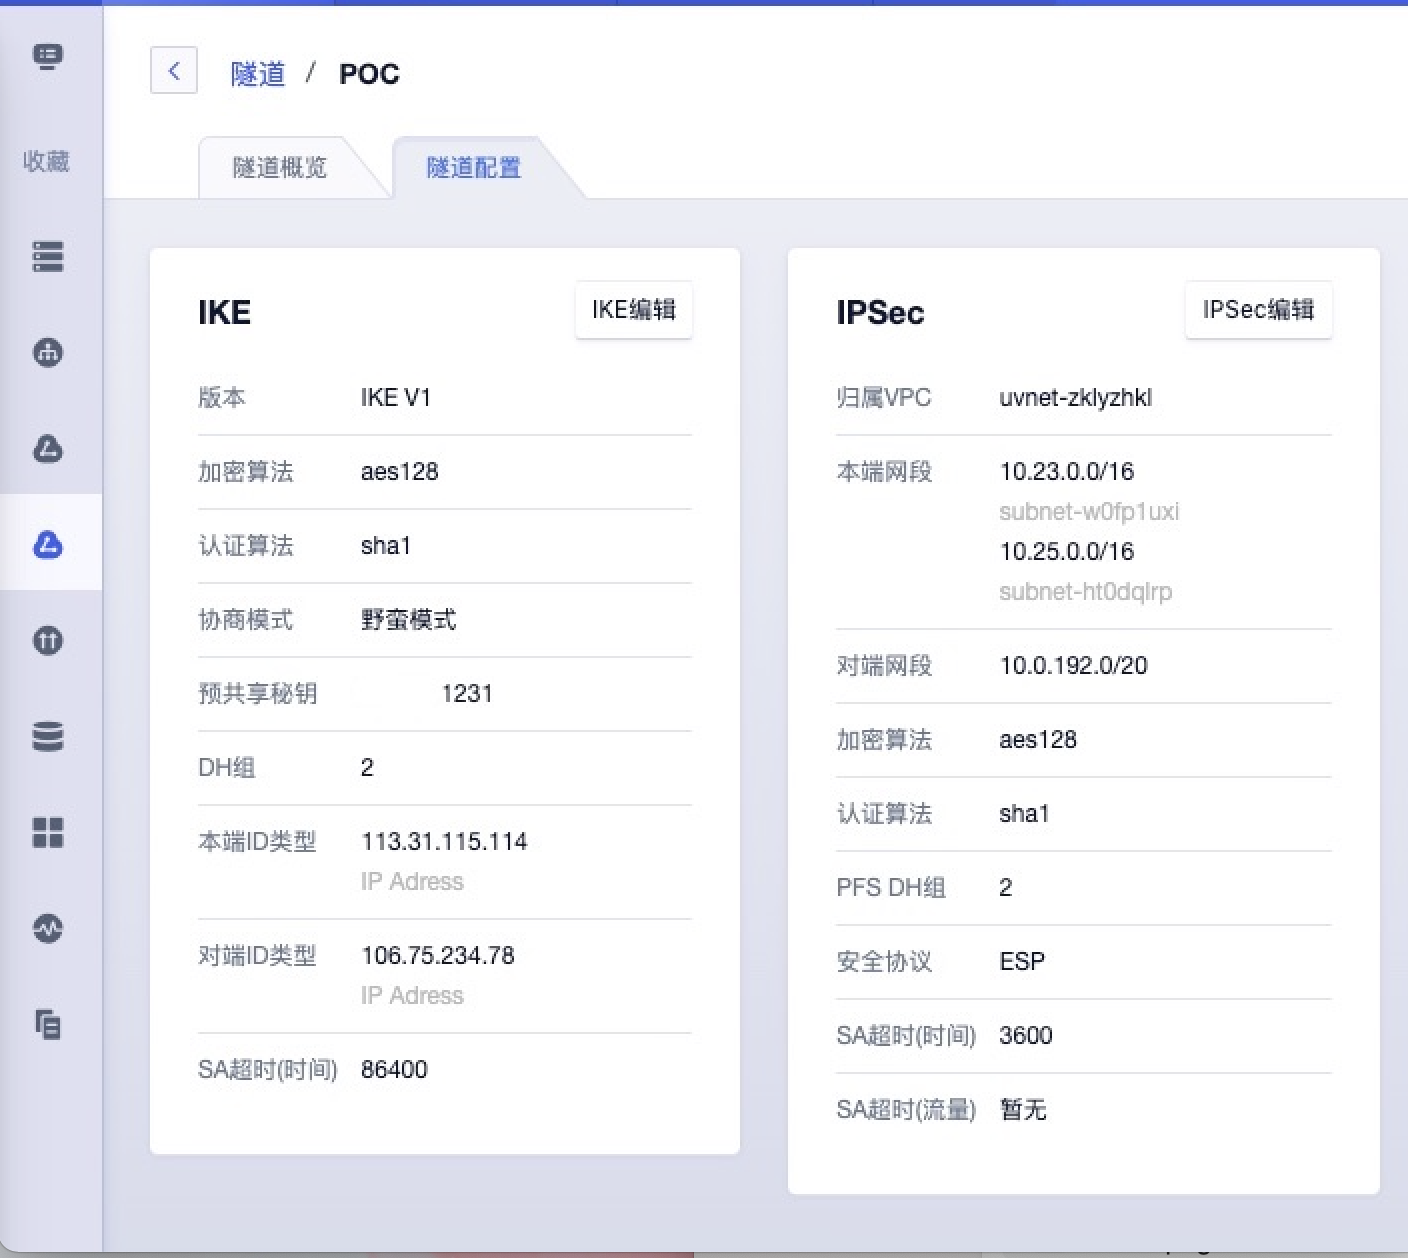 隧道 / POC
收藏
隧道概览
隧道配置
IKE
IKE编辑
版本 IKE V1
加密算法 aes128
认证算法 sha1
协商模式 野蛮模式
预共享秘钥 1231
DH组 2
本端ID类型 113.31.115.114
IP Adress
对端ID类型 106.75.234.78
IP Adress
SA超时(时间) 86400
IPSec
IPSec编辑
归属VPC uvnet-zklyzhkl
本端网段 10.23.0.0/16
subnet-w0fp1uxi
10.25.0.0/16
subnet-ht0dqlrp
对端网段 10.0.192.0/20
加密算法 aes128
认证算法 sha1
PFS DH组 2
安全协议 ESP
SA超时(时间) 3600
SA超时(流量) 暂无